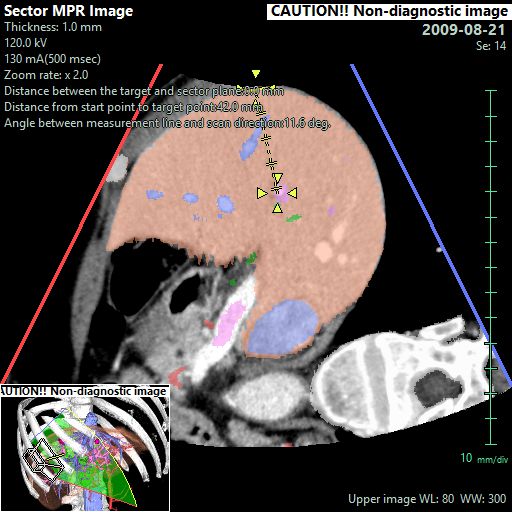 Sector MPR Image
CAUTION!! Non-diagnostic image
Thickness: 1.0 mm
2009-08-21
120.0 kV
Se: 14
130 mA(500 msec)
Zoom rate: x 2.0
Distance between the target and sector plane:0.0 mm
Distance from start point to target point:42.0 mm
Angle between measurement line and scan direction:11.6 deg.
AUTION!! Non-diagnostic image
10 mm/div
Upper image WL: 80 WW: 300